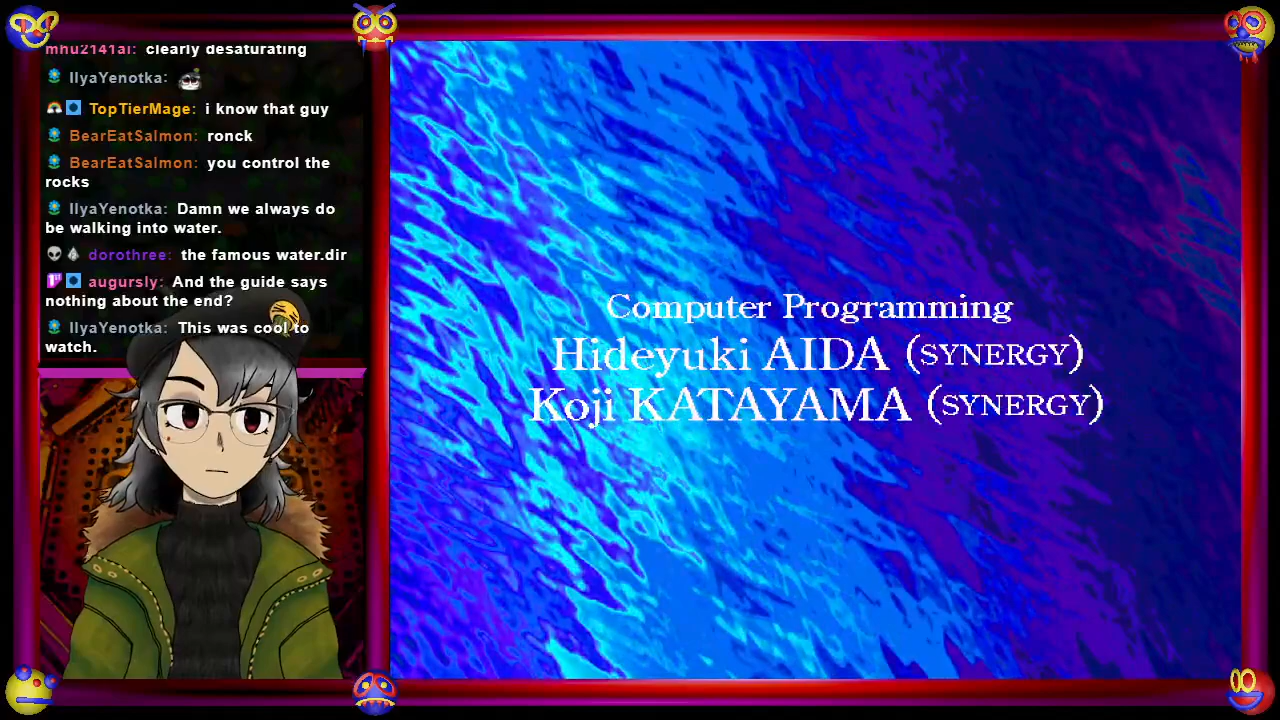 mhu2141ai: clearly desaturating
IlyaYenotka:
TopTierMage: i know that guy
BearEatSalmon: ronck
BearEatSalmon: you control the
rocks
IlyaYenotka: Damn we always do
be walking into water.
dorothree: the famous water.dir
augursly: And the guide says
nothing about the end?
IlyaYenotka: This was cool to
watch.
Computer Programming
Hideyuki AIDA (SYNERGY)
Koji KATAYAMA (SYNERGY)